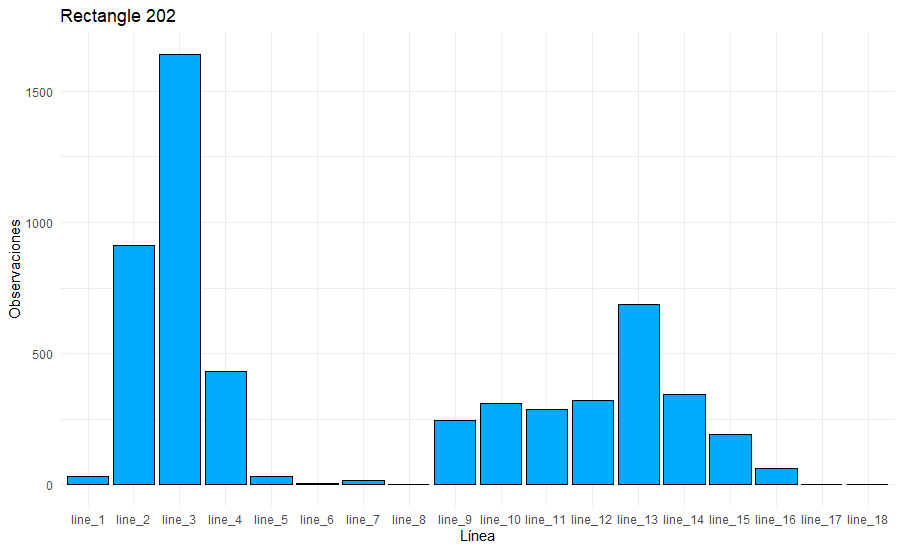 Rectangle 202
Observaciones
1500
1000
500
0
line_1 line_2 line_3 line_4 line_5 line_6 line_7 line_8 line_9 line_10 line_11 line_12 line_13 line_14 line_15 line_16 line_17 line_18
Línea